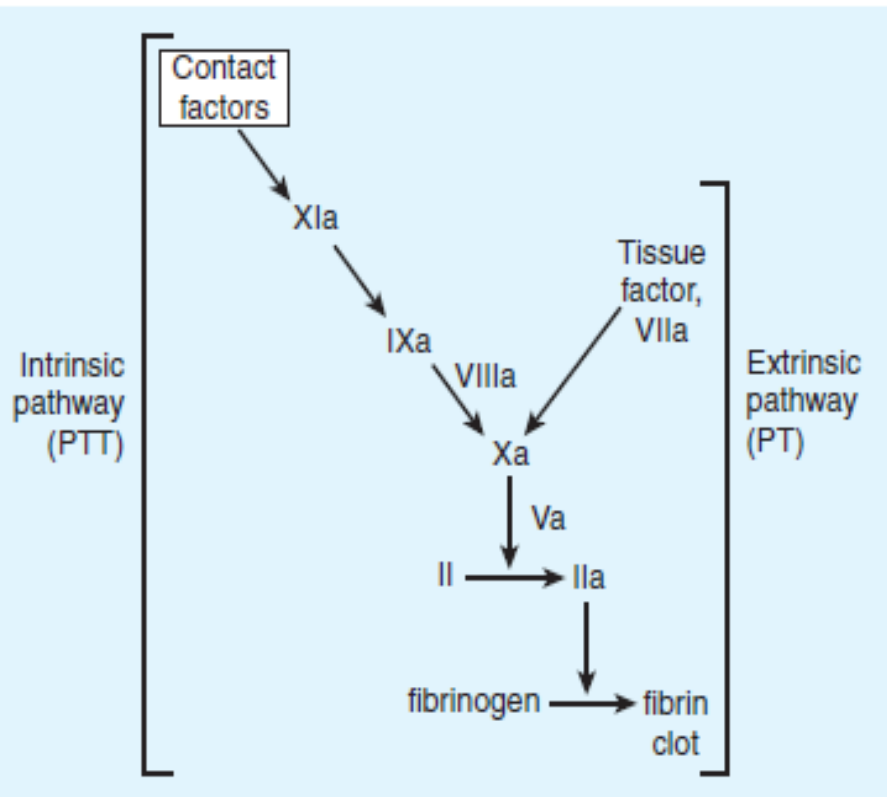 Contact
factors
XIa
Tissue
factor,
VIIa
IXa
VIIIa
Intrinsic
pathway
(PTT)
Extrinsic
pathway
(PT)
Xa
Va
II
IIa
fibrinogen
fibrin
clot